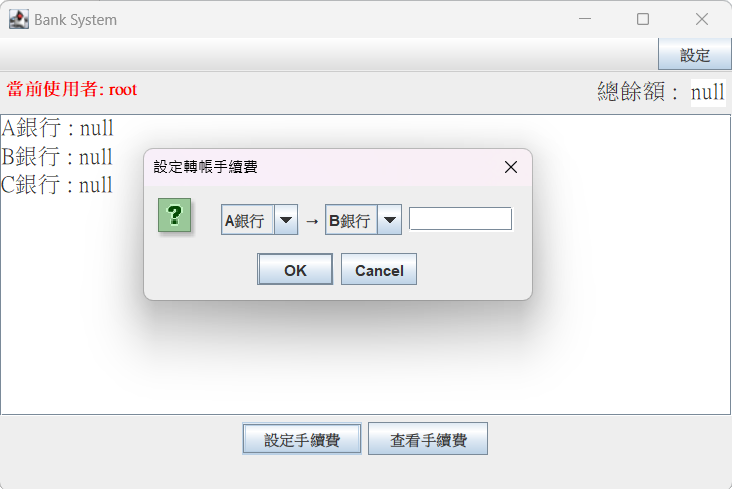 Bank System
設定
當前使用者: root
總餘額 : null
A銀行 : null
B銀行 : null
C銀行 : null
設定轉帳手續費
?
A銀行 → B銀行
OK Cancel
設定手續費 查看手續費